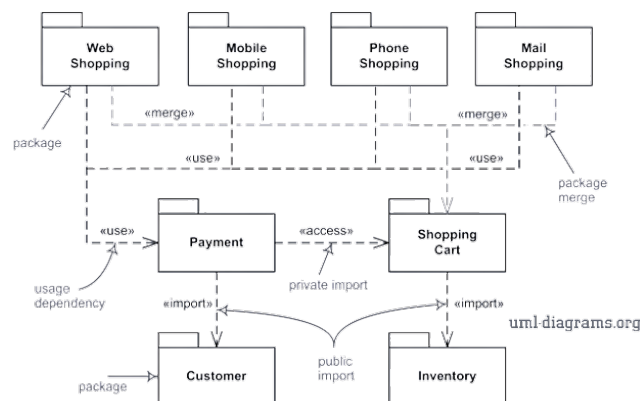 Web
Shopping
Mobile
Shopping
Phone
Shopping
Mail
Shopping
«merge»
«merge»
package
«use»
«use»
package
merge
«use»
Payment
«access»
Shopping
Cart
usage
dependency
private import
«import»
«import»
uml-diagrams.org
public
import
package
Customer
Inventory